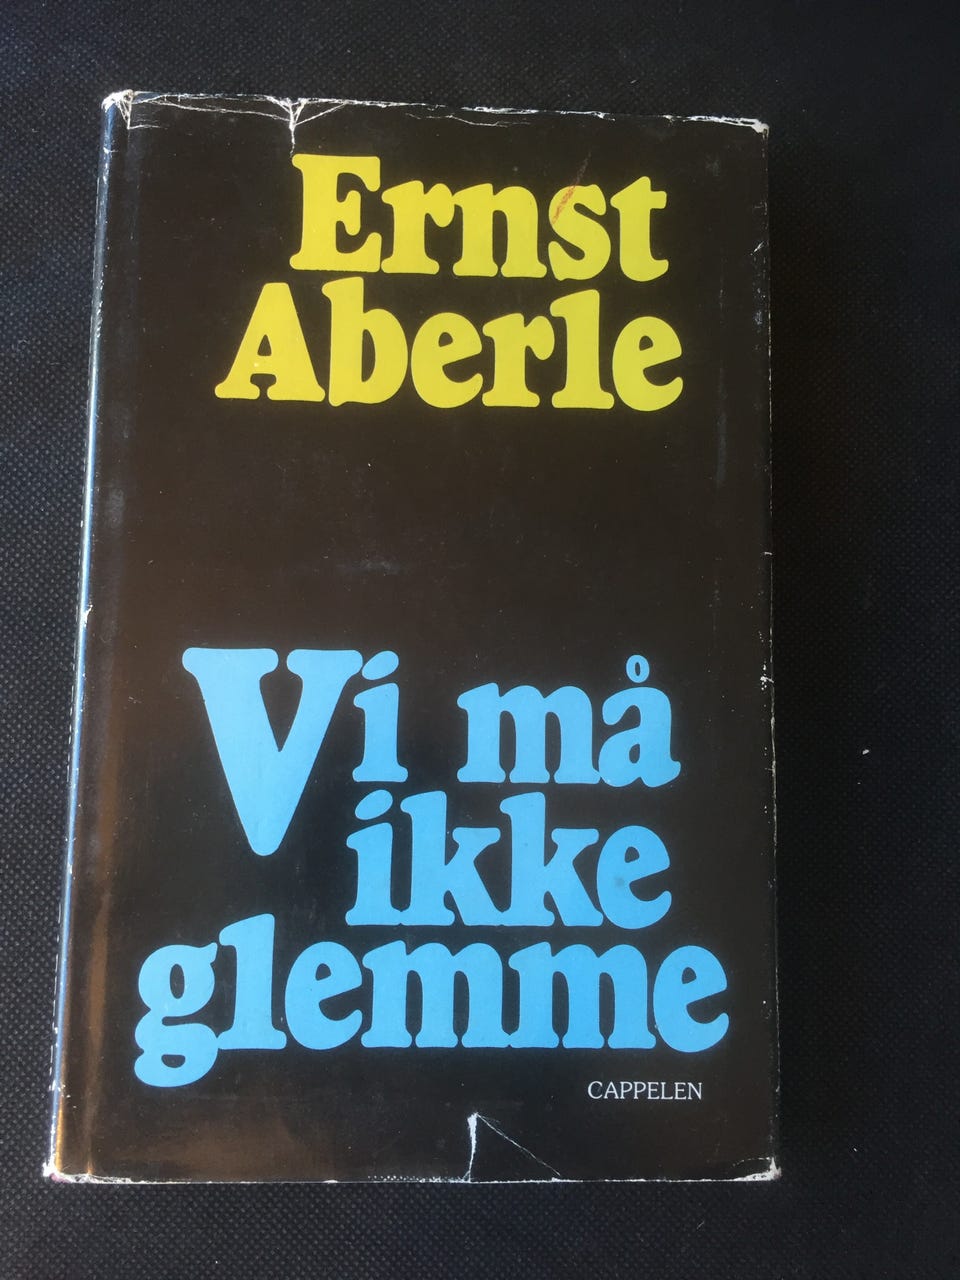 Ernst
Aberle
Vi må
ikke
glemme
CAPPELEN